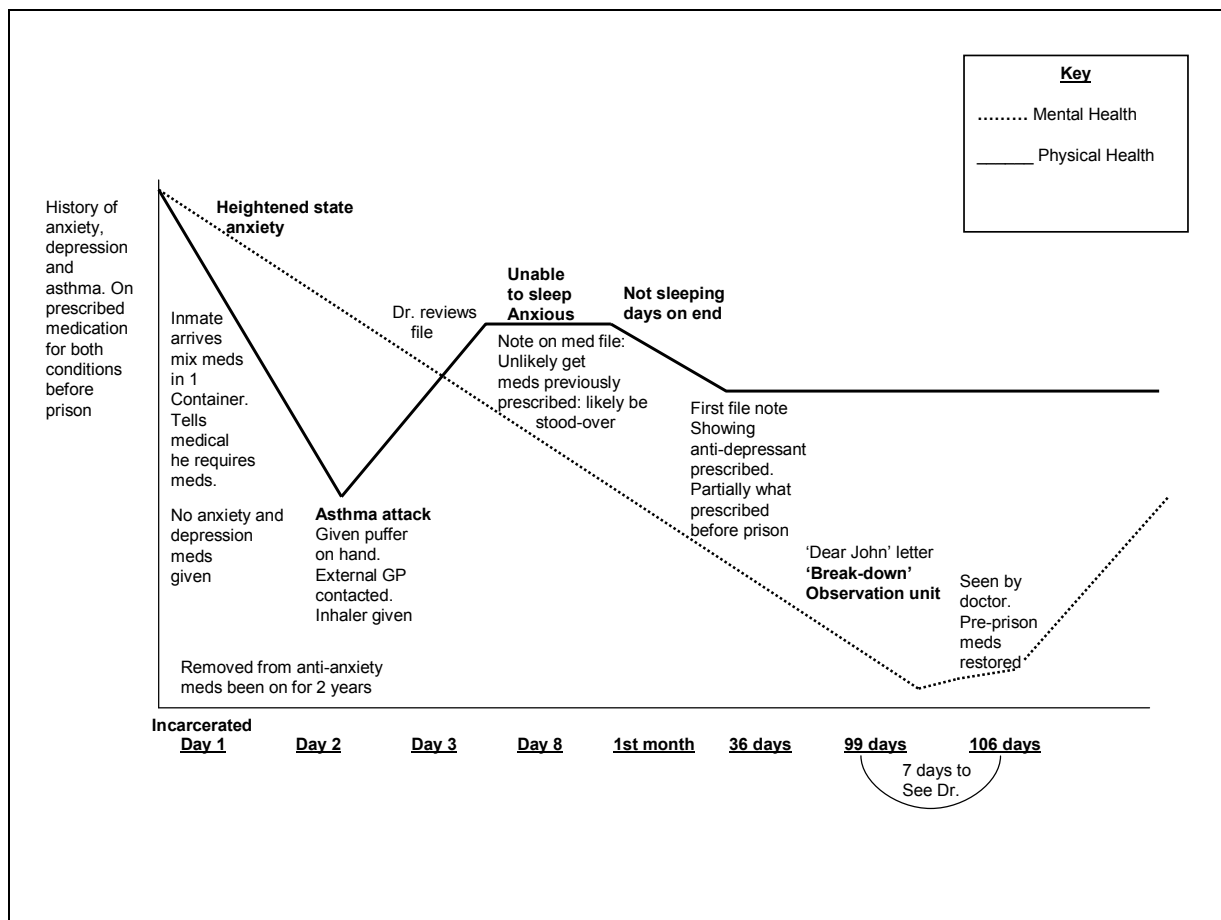 Key
……… Mental Health
______ Physical Health
History of
anxiety,
depression
and
asthma. On
prescribed
medication
for both
conditions
before
prison
Heightened state
anxiety
Inmate
arrives
mix meds
in 1
Container.
Tells
medical
he requires
meds.
No anxiety and
depression
meds
given
Removed from anti-anxiety
meds been on for 2 years
Asthma attack
Given puffer
on hand.
External GP
contacted.
Inhaler given
Dr. reviews
file
Unable
to sleep
Anxious
Note on med file:
Unlikely get
meds previously
prescribed: likely be
stood-over
Not sleeping
days on end
First file note
Showing
anti-depressant
prescribed.
Partially what
prescribed
before prison
‘Dear John’ letter
‘Break-down’
Observation unit
Seen by
doctor.
Pre-prison
meds
restored
Incarcerated
Day 1
Day 2
Day 3
Day 8
1st month
36 days
99 days
106 days
7 days to
See Dr.